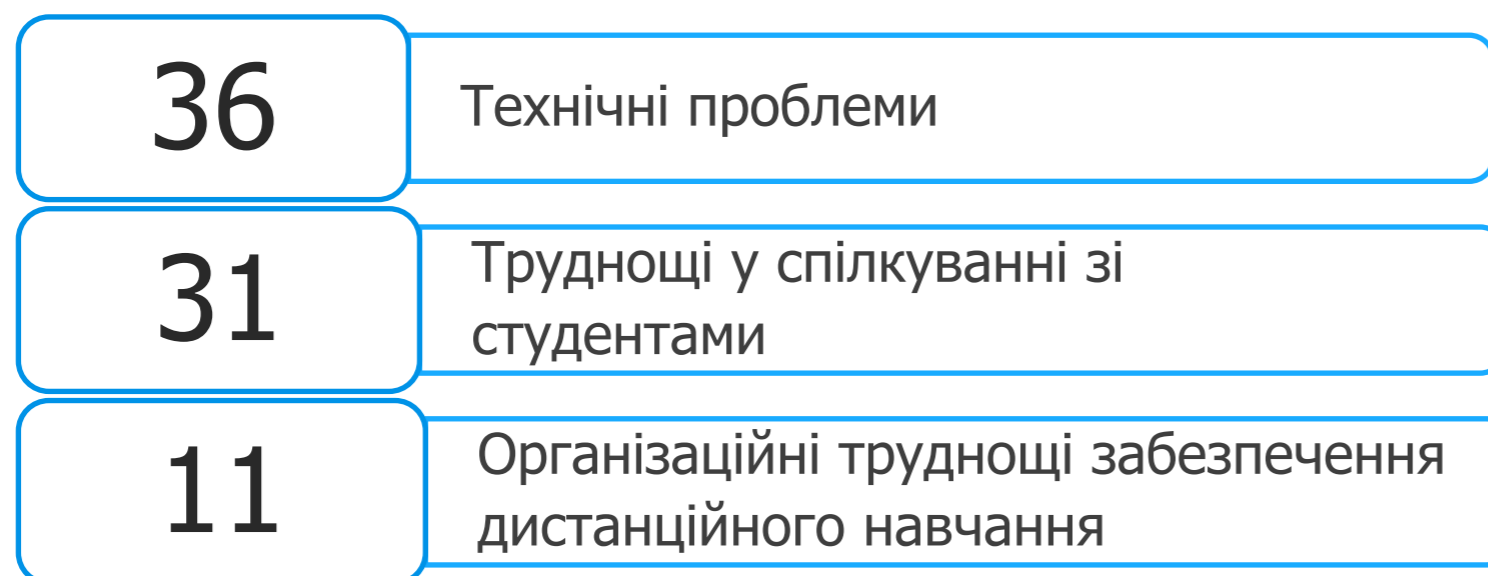 36
Технічні проблеми
31
Труднощі у спілкуванні зі
студентами
11
Організаційні труднощі забезпечення
дистанційного навчання